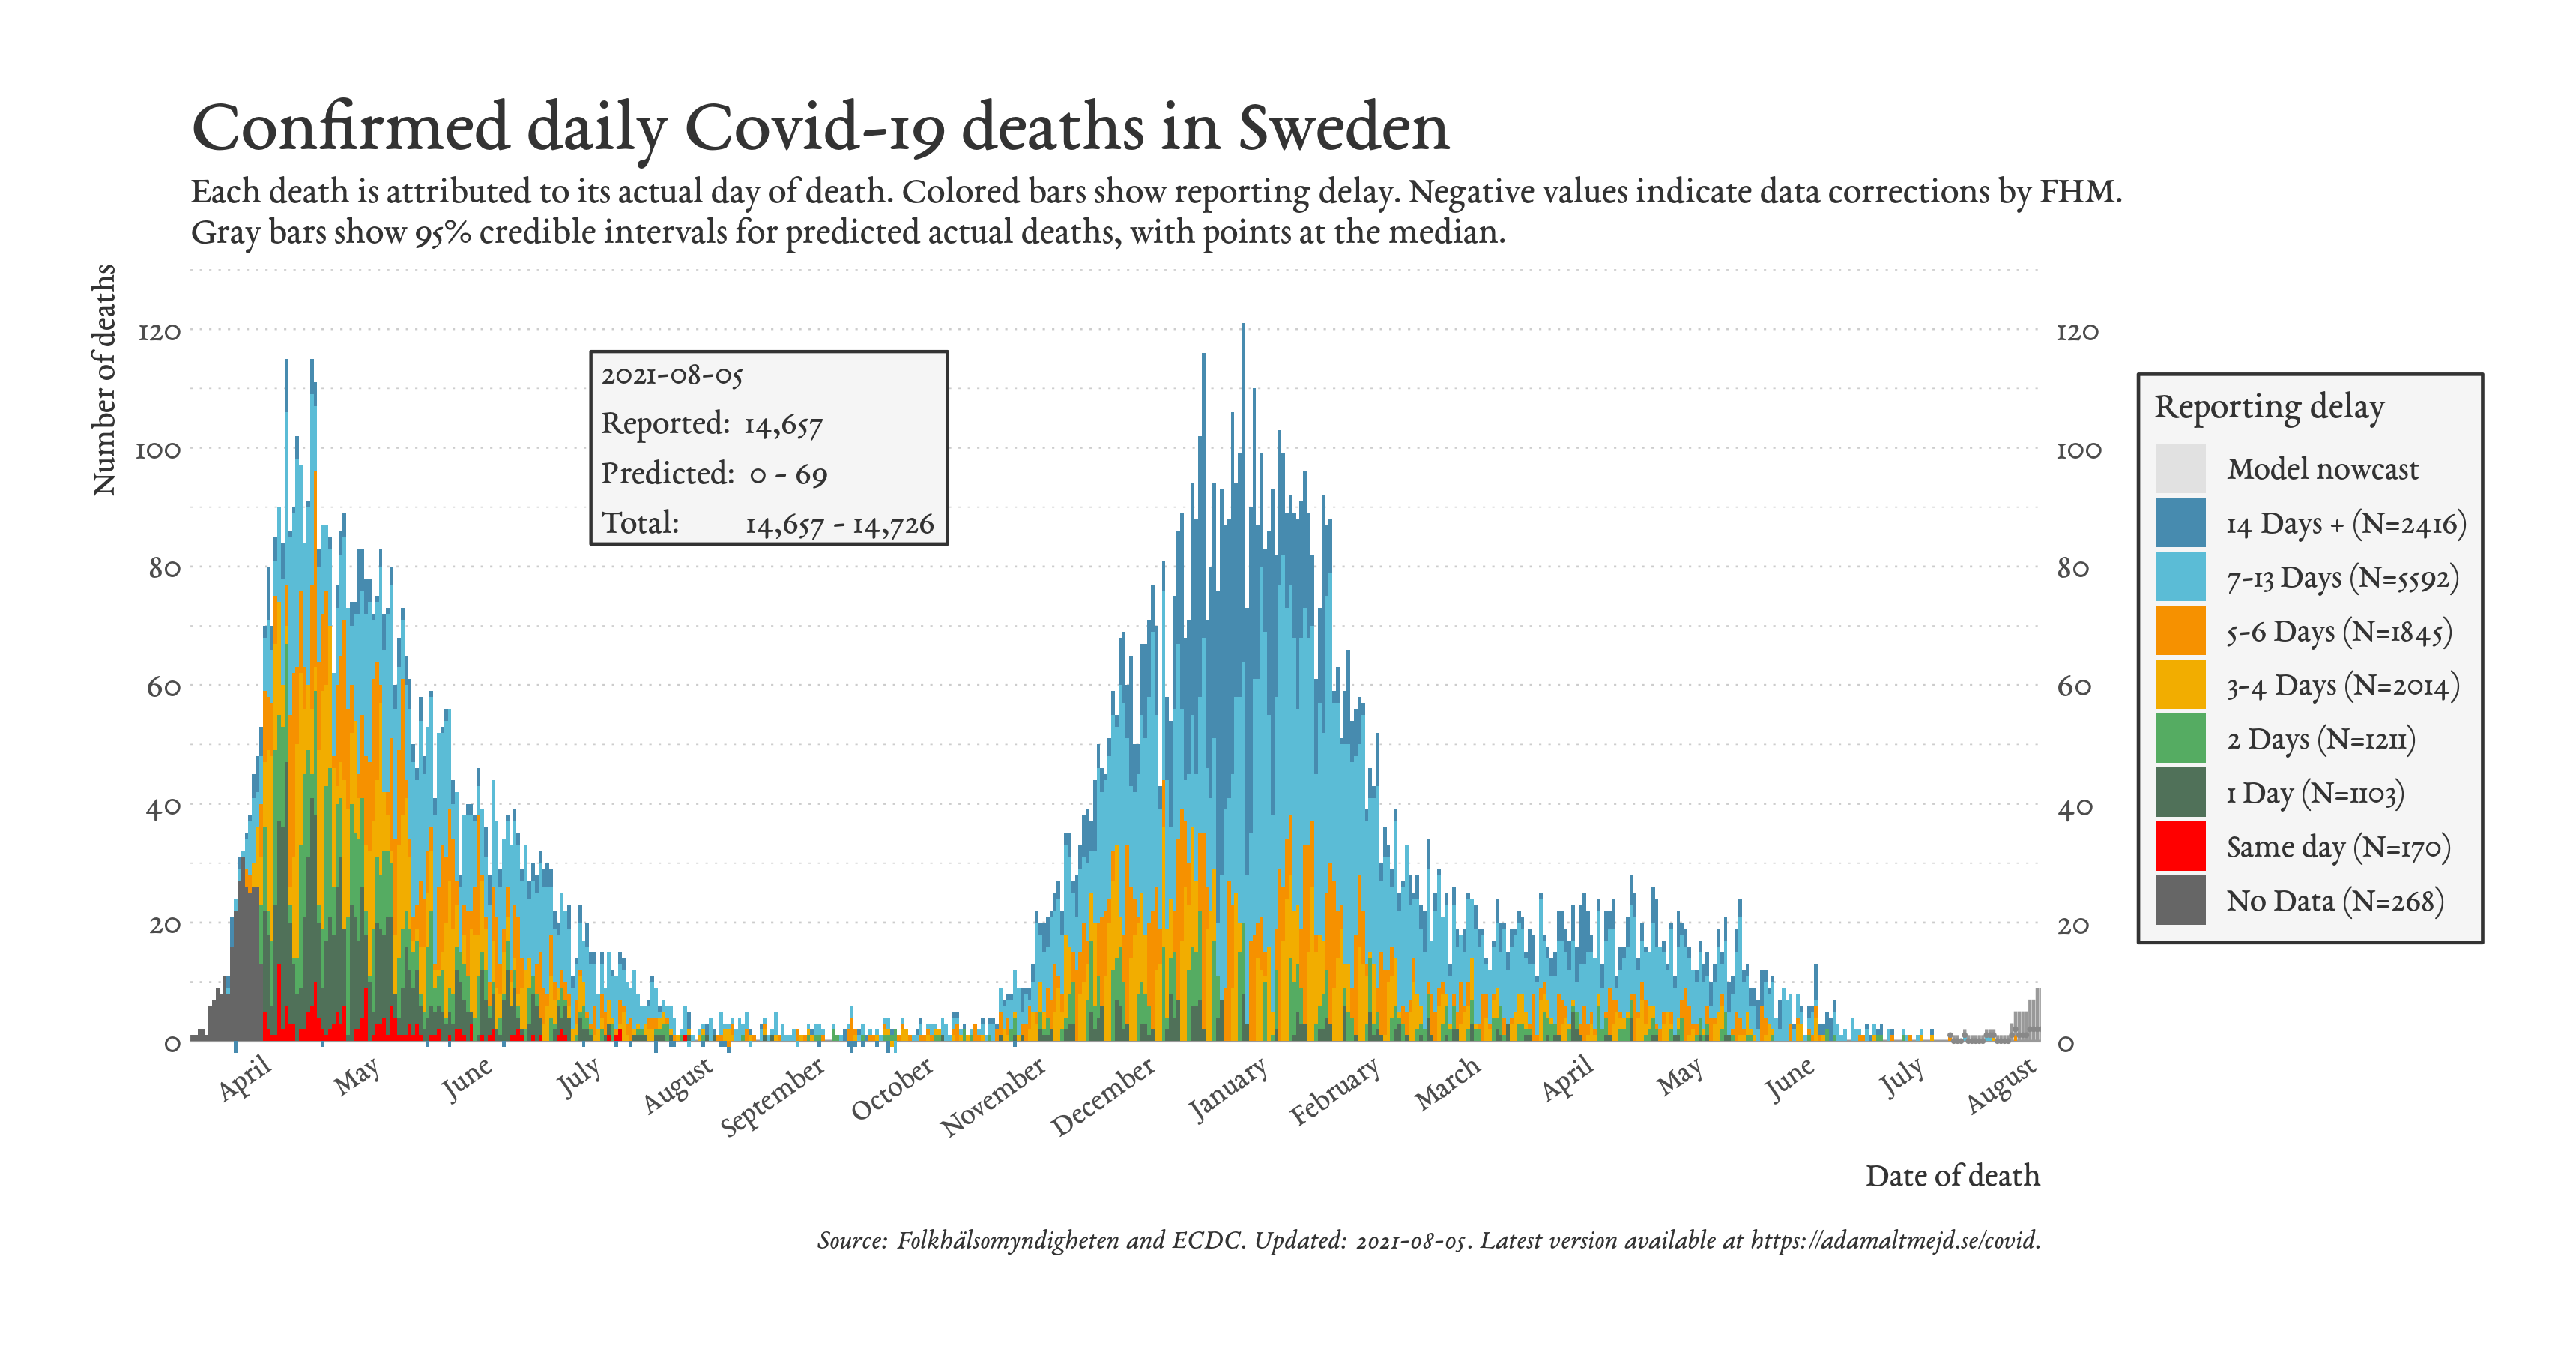 Confirmed daily Covid-19 deaths in Sweden
Each death is attributed to its actual day of death. Colored bars show reporting delay. Negative values indicate data corrections by FHM.
Gray bars show 95% credible intervals for predicted actual deaths, with points at the median.
Number of deaths
120
100
80
60
40
20
0
2021-08-05
Reported: 14,657
Predicted: 0 - 69
Total: 14,657 - 14,726
120
100
80
60
40
20
0
Reporting delay
Model nowcast
14 Days + (N=2416)
7-13 Days (N=5592)
5-6 Days (N=1845)
3-4 Days (N=2014)
2 Days (N=1211)
1 Day (N=1103)
Same day (N=170)
No Data (N=268)
April
May
June
July
August
September
October
November
December
January
February
March
April
May
June
July
August
Date of death
Source: Folkhälsomyndigheten and ECDC. Updated: 2021-08-05. Latest version available at https://adamaltmejd.se/covid.